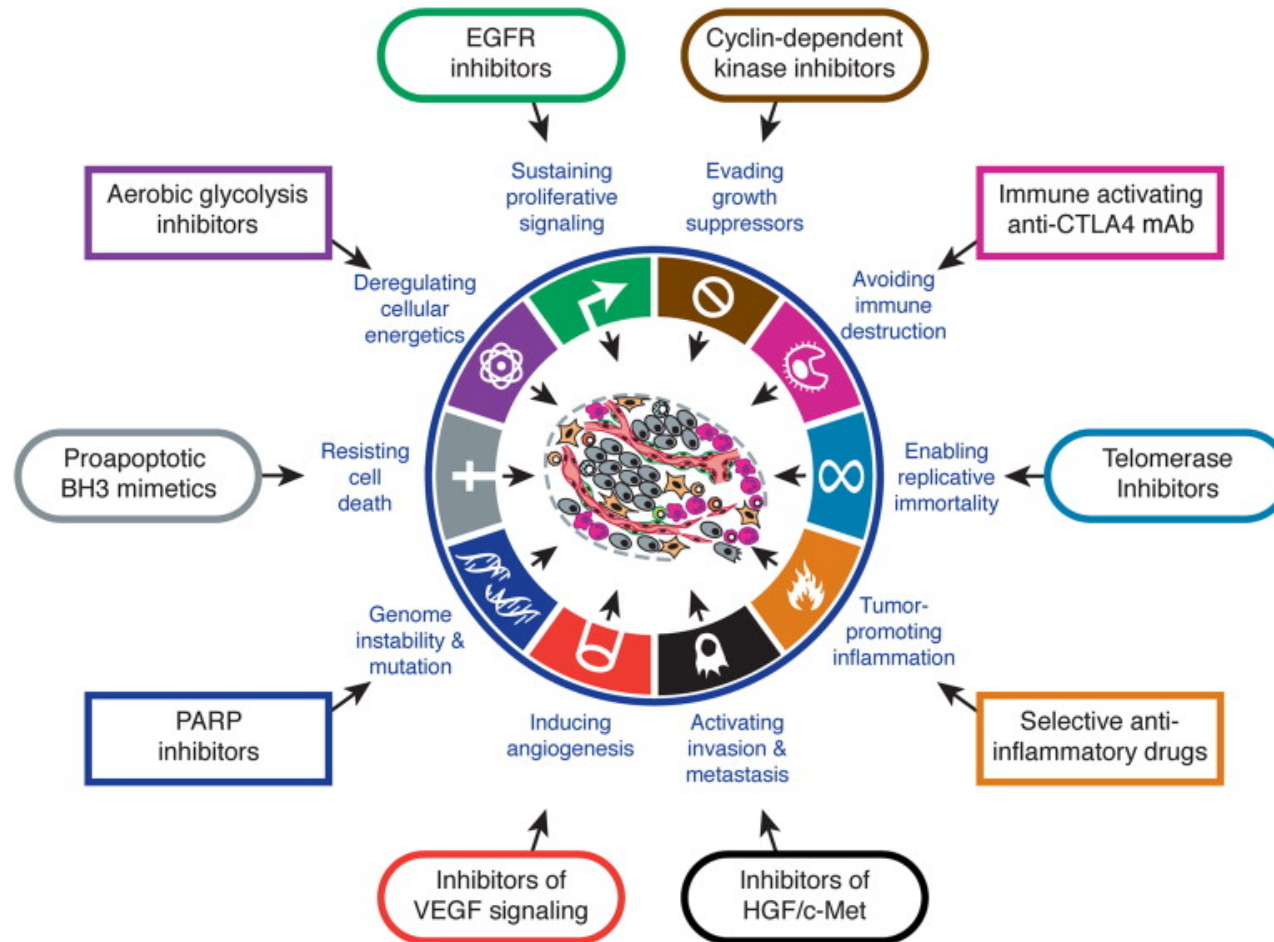 EGFR
inhibitors
Cyclin-dependent
kinase inhibitors
Sustaining
proliferative
signaling
Evading
growth
suppressors
Aerobic glycolysis
inhibitors
Immune activating
anti-CTLA4 mAb
Deregulating
cellular
energetics
Avoiding
immune
destruction
Proapoptotic
BH3 mimetics
Resisting
cell
death
Enabling
replicative
immortality
Telomerase
Inhibitors
Genome
instability &
mutation
Tumor-
promoting
inflammation
PARP
inhibitors
Inducing
angiogenesis
Activating
invasion &
metastasis
Selective anti-
inflammatory drugs
Inhibitors of
VEGF signaling
Inhibitors of
HGF/c-Met